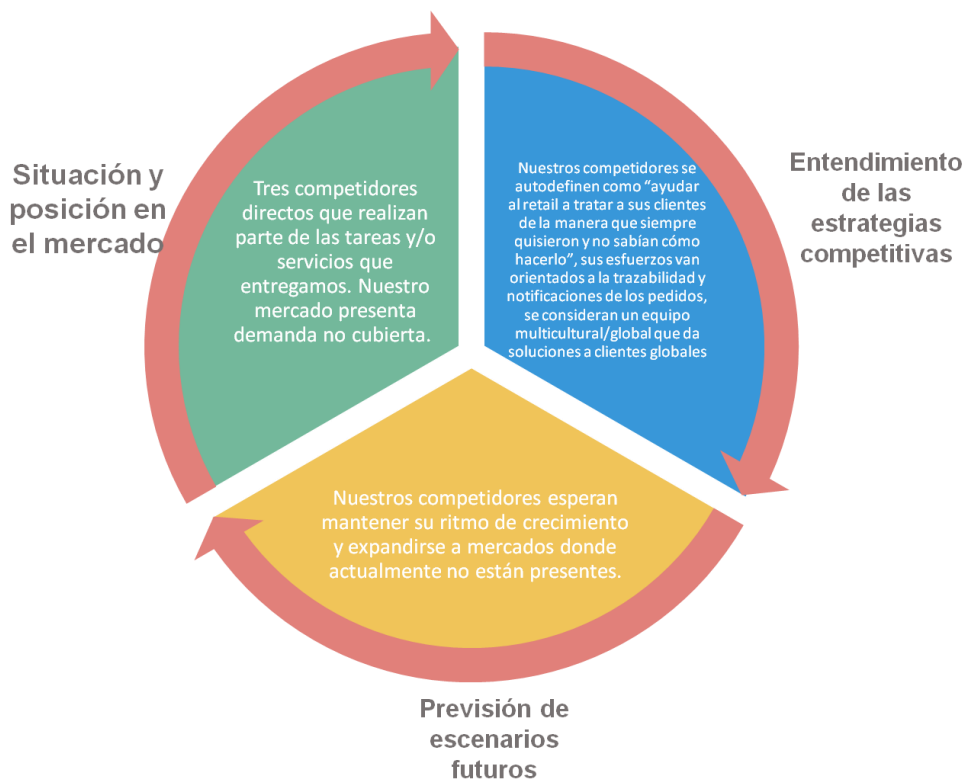 Situación y
posición en
el mercado
Tres competidores
directos que realizan
parte de las tareas y/o
servicios que
entregamos. Nuestro
mercado presenta
demanda no cubierta.
Nuestros competidores se
autodefinen como “ayudar
al retail a tratar a sus clientes
de la manera que siempre
quisieron y no sabían cómo
hacerlo”, sus esfuerzos van
orientados a la trazabilidad y
notificaciones de los pedidos,
se consideran un equipo
multicultural/global que da
soluciones a clientes globales
Entendimiento
de las
estrategias
competitivas
Nuestros competidores esperan
mantener su ritmo de crecimiento
y expandirse a mercados donde
actualmente no están presentes.
Previsión de
escenarios
futuros